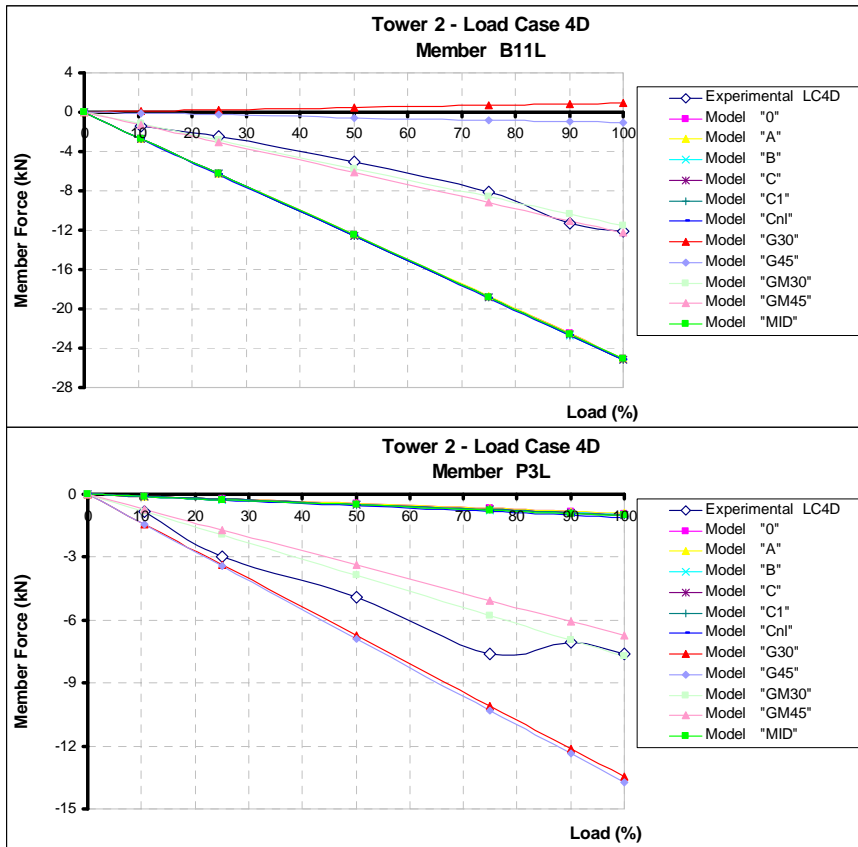 Tower 2 - Load Case 4D
Member B11L
4
0
-4
-8
-12
-16
-20
-24
-28
0 10 20 30 40 50 60 70 80 90 100
Member Force (kN)
Load (%)
Experimental LC4D
Model "0"
Model "A"
Model "B"
Model "C"
Model "C1"
Model "Cnl"
Model "G30"
Model "G45"
Model "GM30"
Model "GM45"
Model "MID"
Tower 2 - Load Case 4D
Member P3L
0
-3
-6
-9
-12
-15
0 10 20 30 40 50 60 70 80 90 100
Member Force (kN)
Load (%)
Experimental LC4D
Model "0"
Model "A"
Model "B"
Model "C"
Model "C1"
Model "Cnl"
Model "G30"
Model "G45"
Model "GM30"
Model "GM45"
Model "MID"